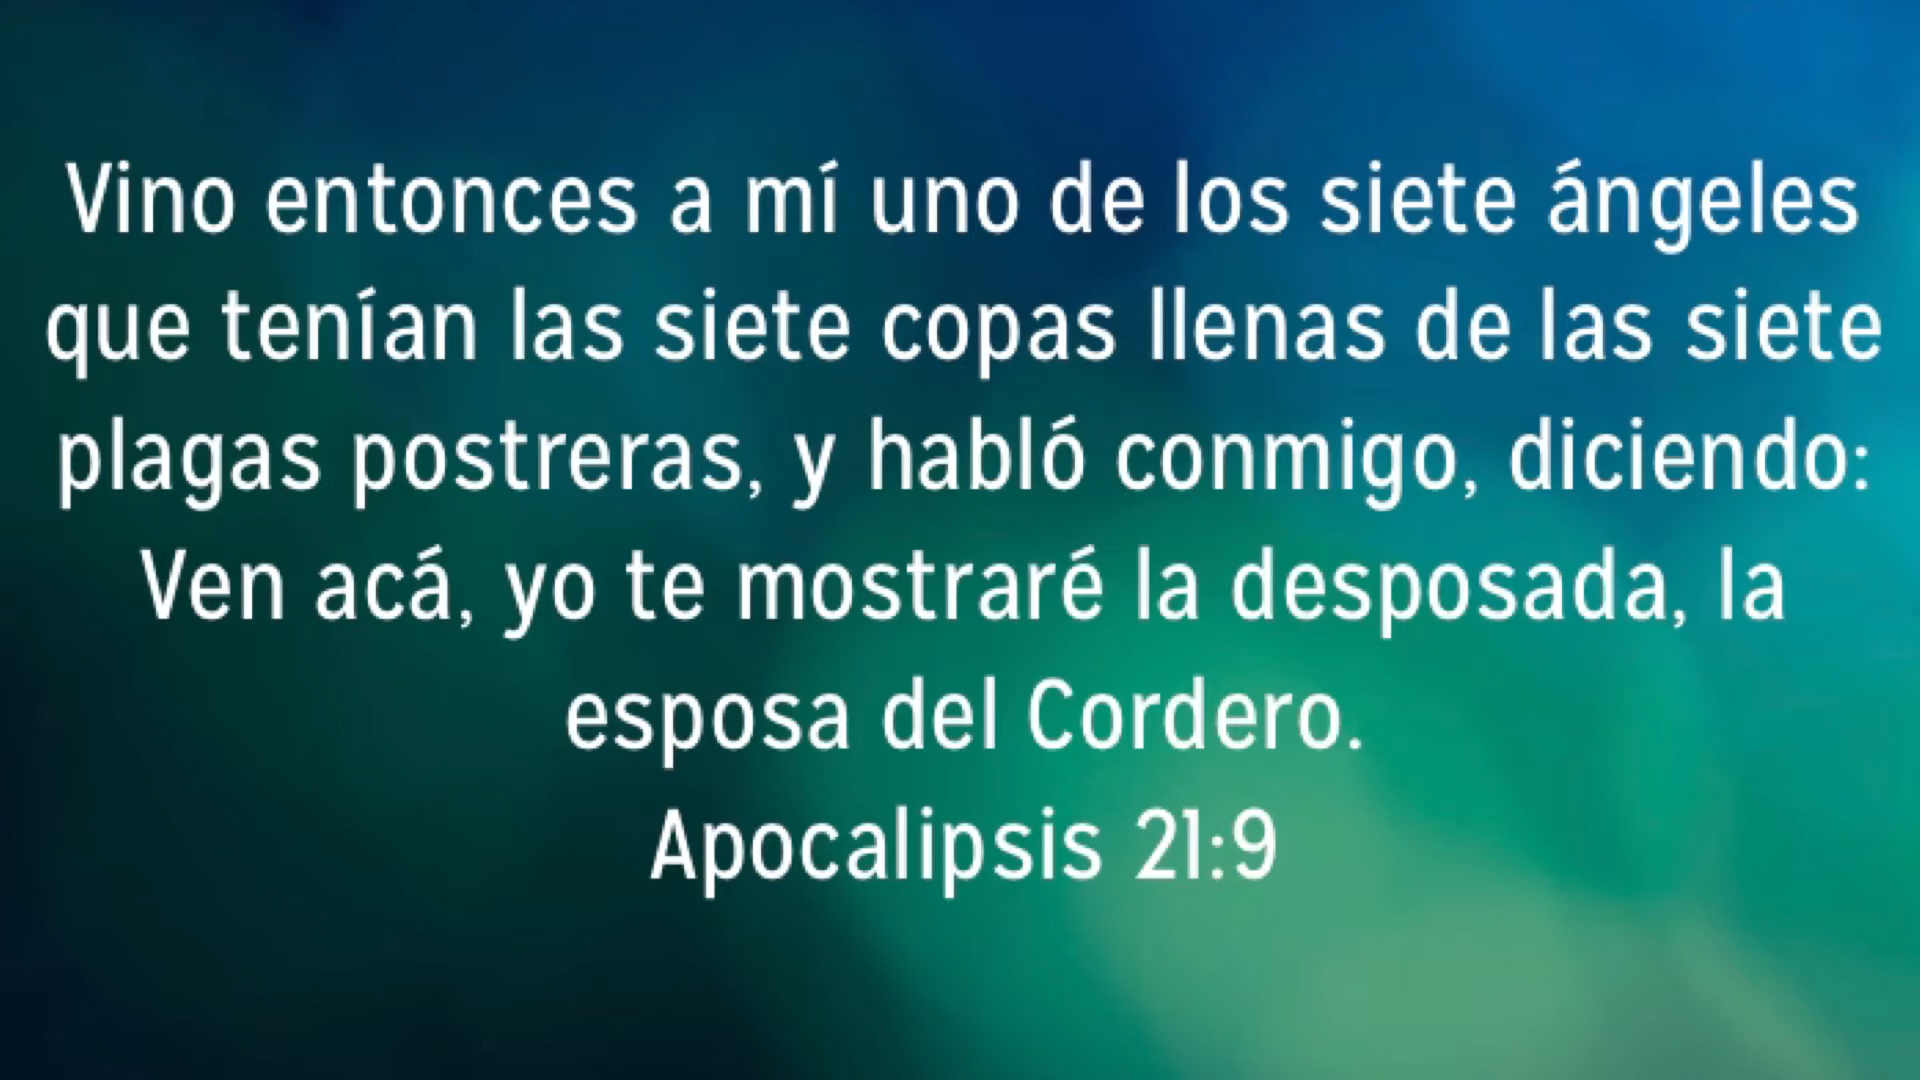 Vino entonces a mí uno de los siete ángeles
que tenían las siete copas llenas de las siete
plagas postreras, y habló conmigo, diciendo:
Ven acá, yo te mostraré la desposada, la
esposa del Cordero.
Apocalipsis 21:9